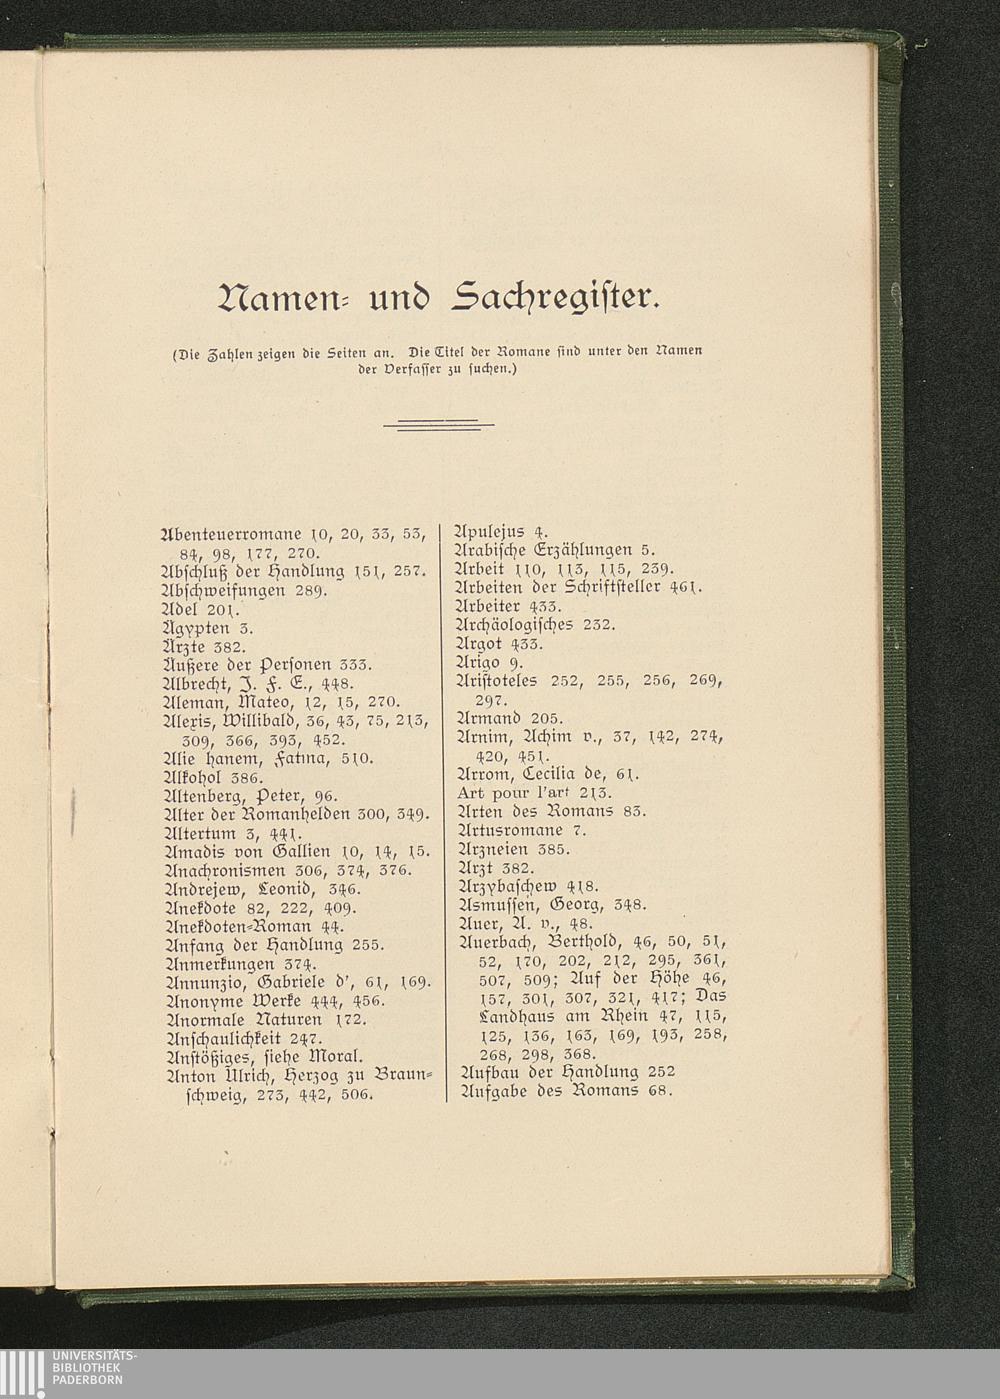 Namen- und Sachregister.
(Die Zahlen zeigen die Seiten an. Die Titel der Romane sind unter den Namen
der Verfasser zu suchen.)
Abenteuerromane 10, 20, 33, 53,
84, 98, 177, 270.
Abschluß der Handlung 151, 257.
Abschweifungen 289.
Adel 201.
Ägypten 3.
Ärzte 382.
Äußere der Personen 333.
Albrecht, J. F. E., 448.
Aleman, Mateo, 12, 15, 270.
Alexis, Willibald, 36, 43, 75, 213,
309, 366, 393, 452.
Alie hanem, Fatma, 510.
Alkohol 386.
Altenberg, Peter, 96.
Alter der Romanhelden 300, 349.
Altertum 3, 441.
Amadis von Gallien 10, 14, 15.
Anachronismen 306, 374, 376.
Andrejew, Leonid, 346.
Anekdote 82, 222, 409.
Anekdoten-Roman 44.
Anfang der Handlung 255.
Anmerkungen 374.
Annunzio, Gabriele d', 61, 169.
Anonyme Werke 444, 456.
Anormale Naturen 172.
Anschaulichkeit 247.
Anstößiges, siehe Moral.
Anton Ulrich, Herzog zu Braun-
schweig, 273, 442, 506.
Apulejus 4.
Arabische Erzählungen 5.
Arbeit 110, 113, 115, 239.
Arbeiten der Schriftsteller 461.
Arbeiter 433.
Archäologisches 232.
Argot 433.
Arigo 9.
Aristoteles 252, 255, 256, 269,
297.
Armand 205.
Arnim, Achim v., 37, 142, 274,
420, 451.
Arrom, Cecilia de, 61.
Art pour l'art 213.
Arten des Romans 83.
Artusromane 7.
Arzneien 385.
Arzt 382.
Arzybaschew 418.
Asmussen, Georg, 348.
Auer, A. v., 48.
Auerbach, Berthold, 46, 50, 51,
52, 170, 202, 212, 295, 361,
507, 509; Auf der Höhe 46,
157, 301, 307, 321, 417; Das
Landhaus am Rhein 47, 115,
125, 136, 163, 169, 193, 258,
268, 298, 368.
Aufbau der Handlung 252
Aufgabe des Romans 68.
UNIVERSITÄTS-
BIBLIOTHEK
PADERBORN